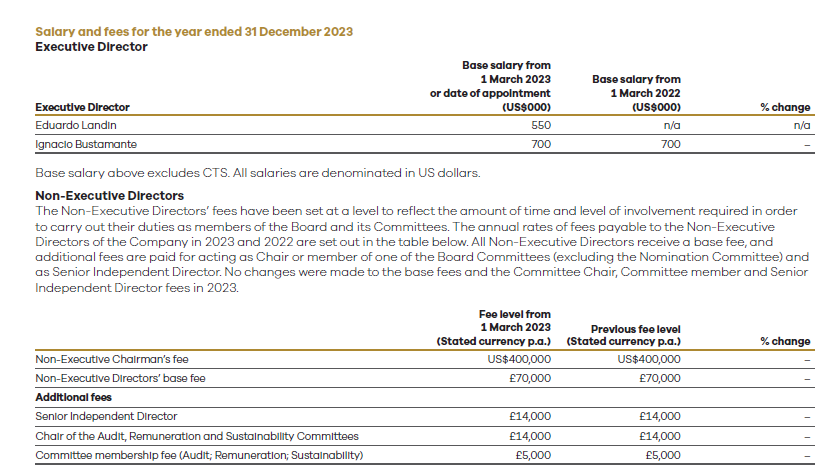 Salary and fees for the year ended 31 December 2023
Executive Director
Base salary from
1 March 2023 Base salary from
or date of appointment 1 March 2022
Executive Director (US$000) (US$000) % change
Eduardo Landin 550 n/a n/a
Ignacio Bustamante 700 700 –
Base salary above excludes CTS. All salaries are denominated in US dollars.
Non-Executive Directors
The Non-Executive Directors’ fees have been set at a level to reflect the amount of time and level of involvement required in order
to carry out their duties as members of the Board and its Committees. The annual rates of fees payable to the Non-Executive
Directors of the Company in 2023 and 2022 are set out in the table below. All Non-Executive Directors receive a base fee, and
additional fees are paid for acting as Chair or member of one of the Board Committees (excluding the Nomination Committee) and
as Senior Independent Director. No changes were made to the base fees and the Committee Chair, Committee member and Senior
Independent Director fees in 2023.
Fee level from
1 March 2023 Previous fee level
(Stated currency p.a.) (Stated currency p.a.) % change
Non-Executive Chairman’s fee US$400,000 US$400,000 –
Non-Executive Directors’ base fee £70,000 £70,000 –
Additional fees
Senior Independent Director £14,000 £14,000 –
Chair of the Audit, Remuneration and Sustainability Committees £14,000 £14,000 –
Committee membership fee (Audit; Remuneration; Sustainability) £5,000 £5,000 –